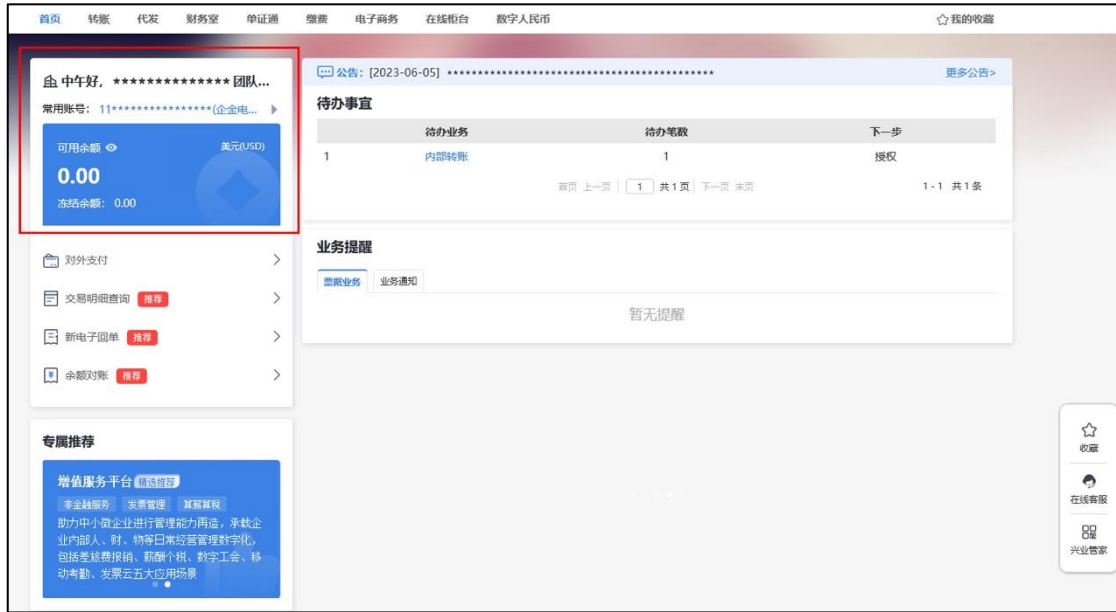 首页 转账 代发 财务室 单证通 缴费 电子商务 在线柜台 数字人民币 我的收藏
中午好, ************** 团队...
常用账号: 11*****************(企金电...
可用余额 美元(USD)
0.00
冻结余额: 0.00
对外支付
交易明细查询 推荐
新电子回单 推荐
余额对账 推荐
专属推荐
增值服务平台 精选推荐
非金融服务 发票管理 算薪算税
助力中小微企业进行管理能力再造，承载企
业内部人、财、物等日常经营管理数字化，
包括差旅费报销、薪酬个税、数字工会、移
动考勤、发票云五大应用场景
公告: [2023-06-05] ********************************************* 更多公告>
待办事宜
待办业务 待办笔数 下一步
1 内部转账 1 授权
首页 上一页 1 共1页 下一页 末页 1-1 共1条
业务提醒
票据业务 业务通知
暂无提醒
收藏
在线客服
兴业管家